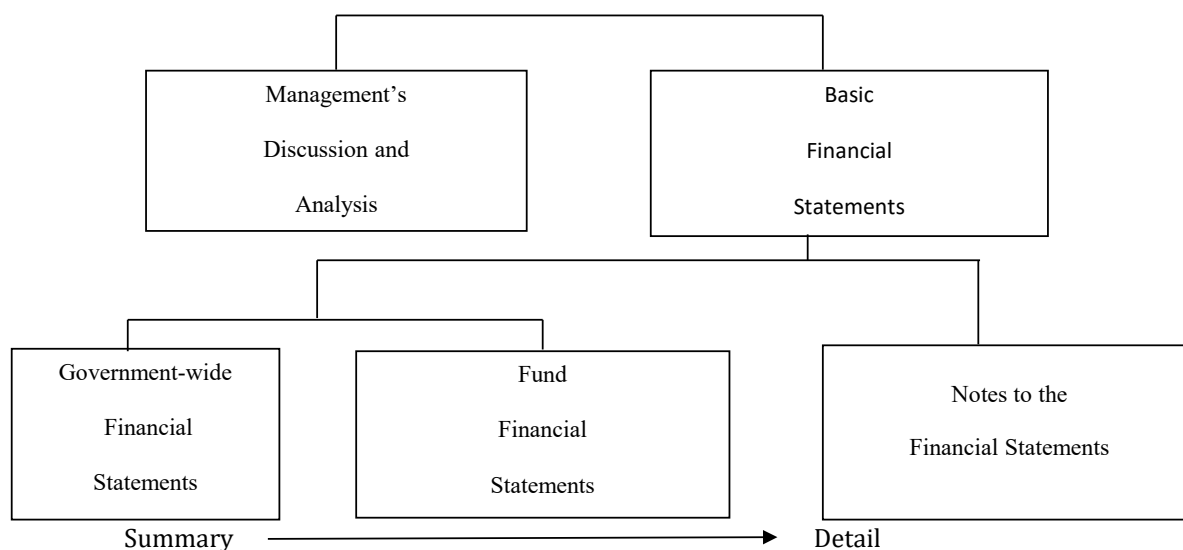 Management’s
Discussion and
Analysis
Basic
Financial
Statements
Government-wide
Financial
Statements
Fund
Financial
Statements
Notes to the
Financial Statements
Summary
Detail